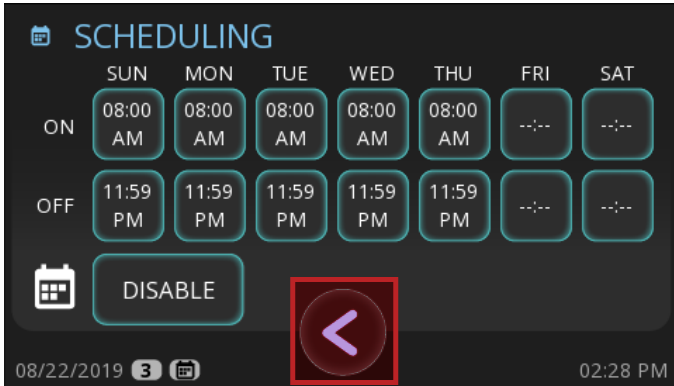 SCHEDULING
SUN MON TUE WED THU FRI SAT
ON 08:00 AM 08:00 AM 08:00 AM 08:00 AM 08:00 AM --:-- --:--
OFF 11:59 PM 11:59 PM 11:59 PM 11:59 PM 11:59 PM --:-- --:--
DISABLE
08/22/2019 3 02:28 PM